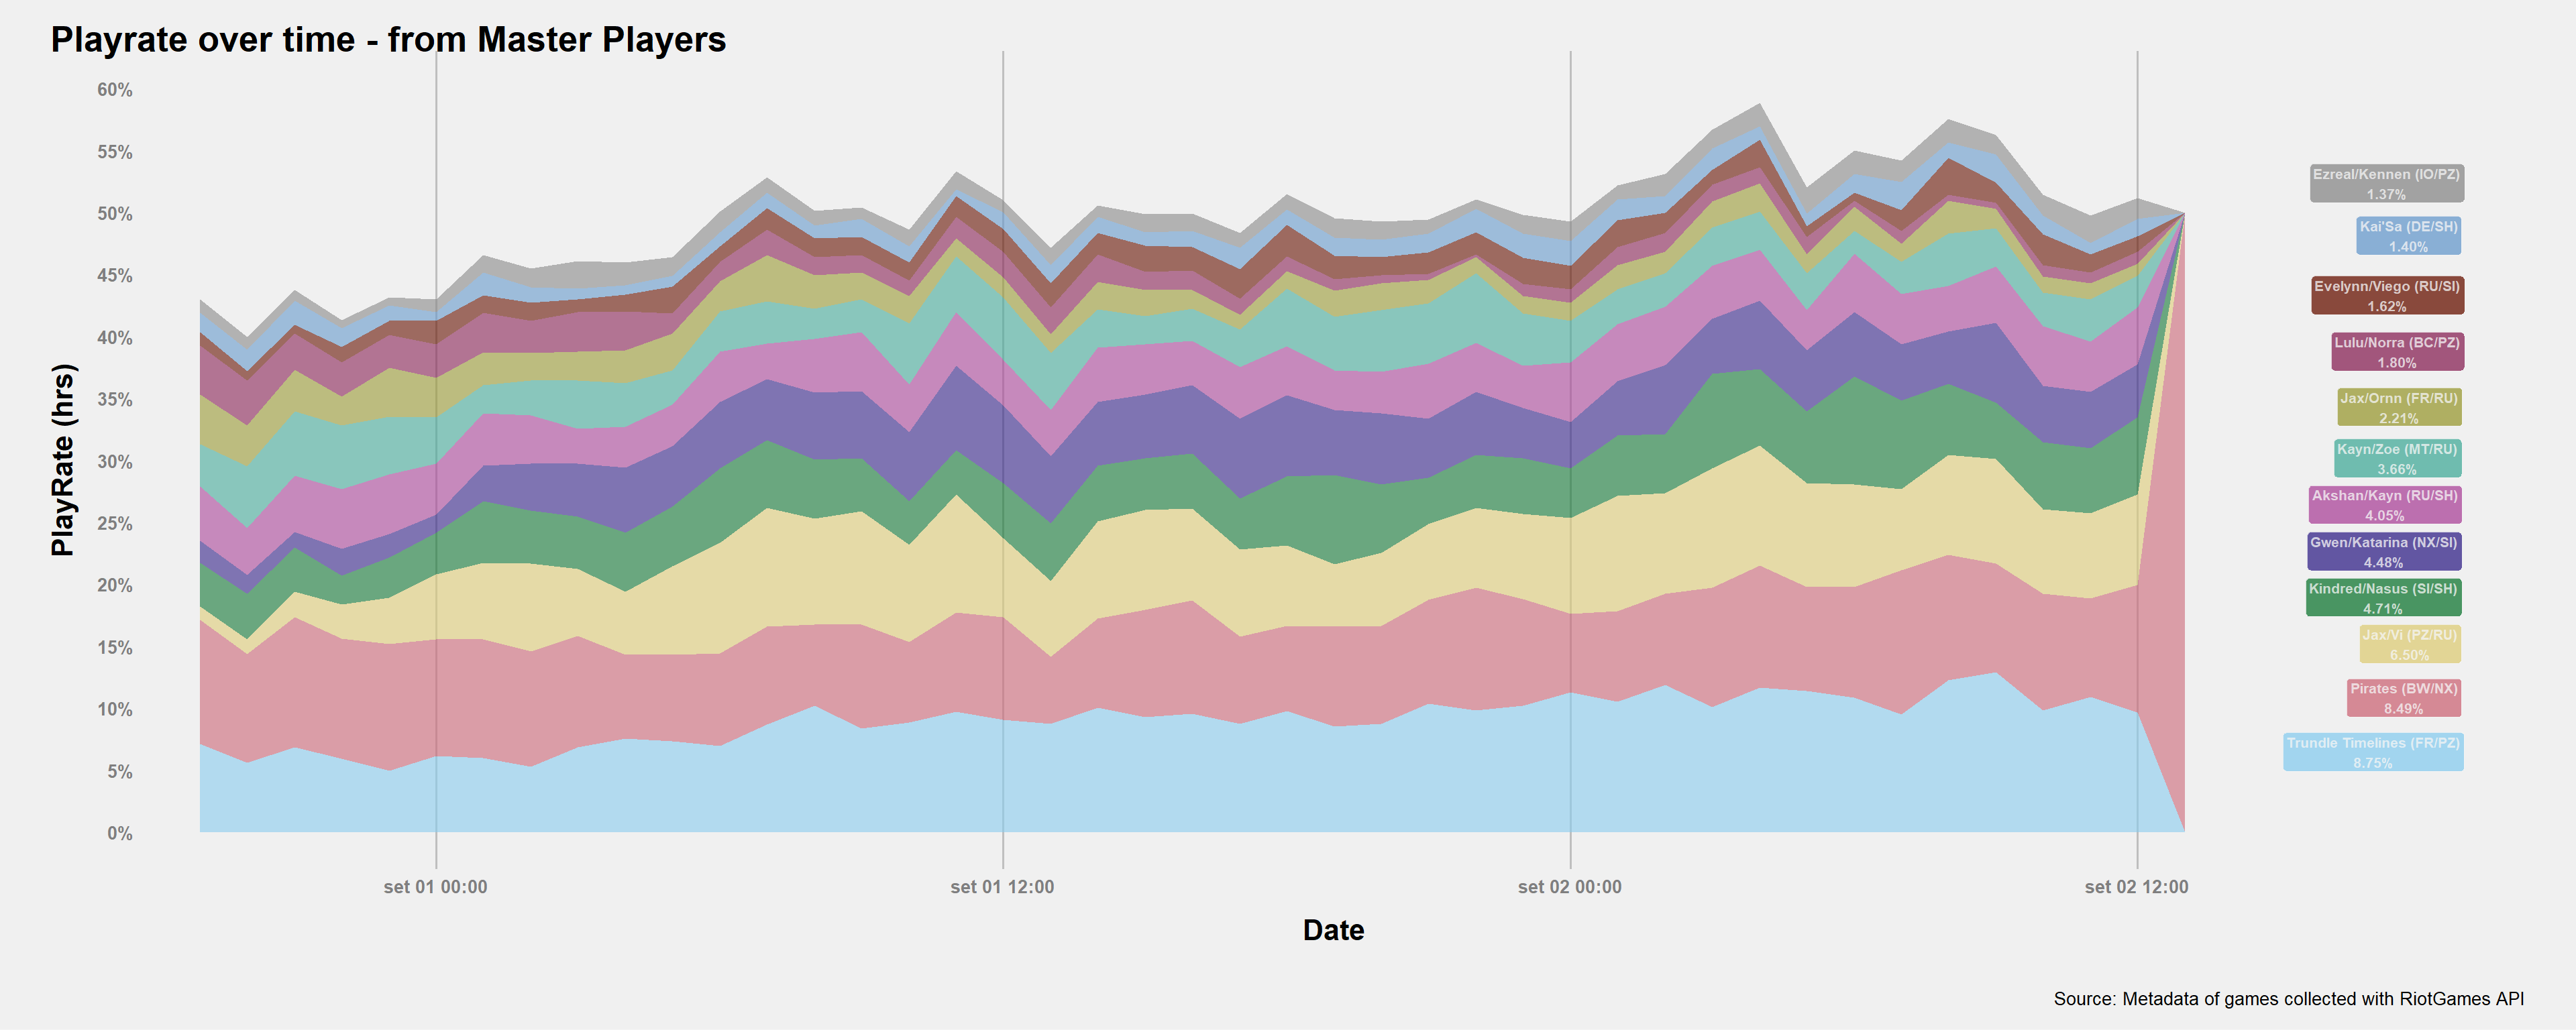 Playrate over time - from Master Players
PlayRate (hrs)
60%
55%
50%
45%
40%
35%
30%
25%
20%
15%
10%
5%
0%
set 01 00:00
set 01 12:00
set 02 00:00
set 02 12:00
Date
Ezreal/Kennen (IO/PZ)
1.37%
Kai'Sa (DE/SH)
1.40%
Evelynn/Viego (RU/SI)
1.62%
Lulu/Norra (BC/PZ)
1.80%
Jax/Ornn (FR/RU)
2.21%
Kayn/Zoe (MT/RU)
3.66%
Akshan/Kayn (RU/SH)
4.05%
Gwen/Katarina (NX/SI)
4.48%
Kindred/Nasus (SI/SH)
4.71%
Jax/Vi (PZ/RU)
6.50%
Pirates (BW/NX)
8.49%
Trundle Timelines (FR/PZ)
8.75%
Source: Metadata of games collected with RiotGames API